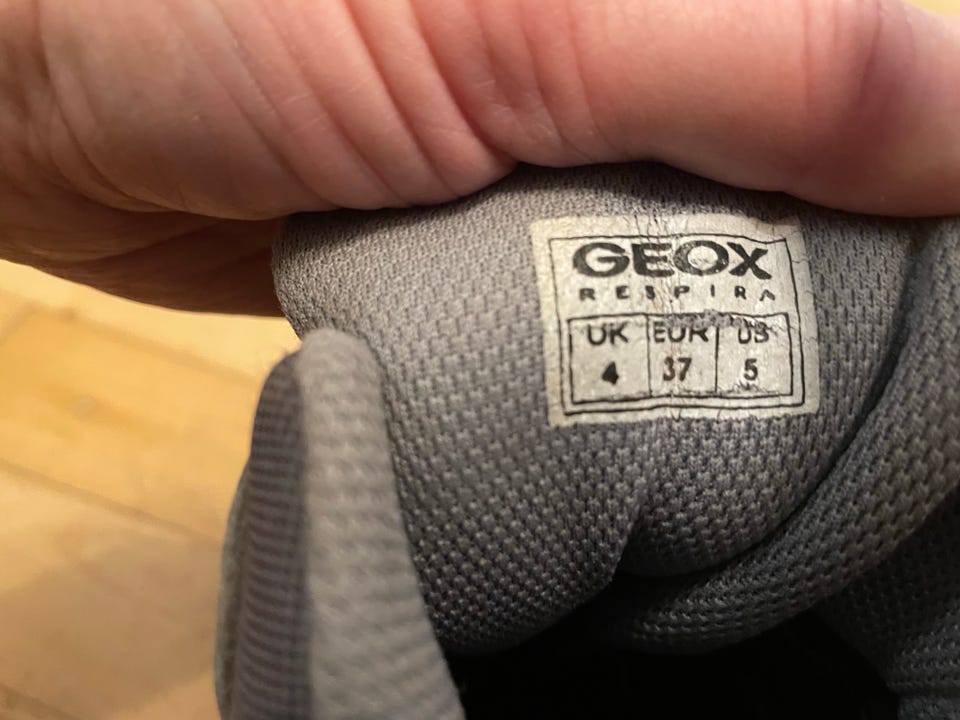 GEOX
RESPIRA
UK EUR US
4 37 5